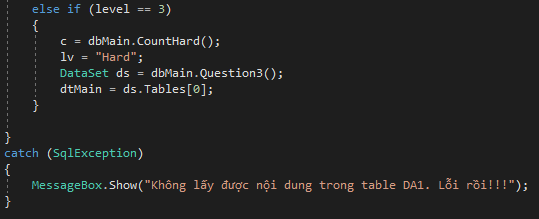 else if (level == 3)
{
c = dbMain.CountHard();
lv = "Hard";
DataSet ds = dbMain.Question3();
dtMain = ds.Tables[0];
}
}
catch (SqlException)
{
MessageBox.Show("Không lấy được nội dung trong table DA1. Lỗi rồi!!!");
}